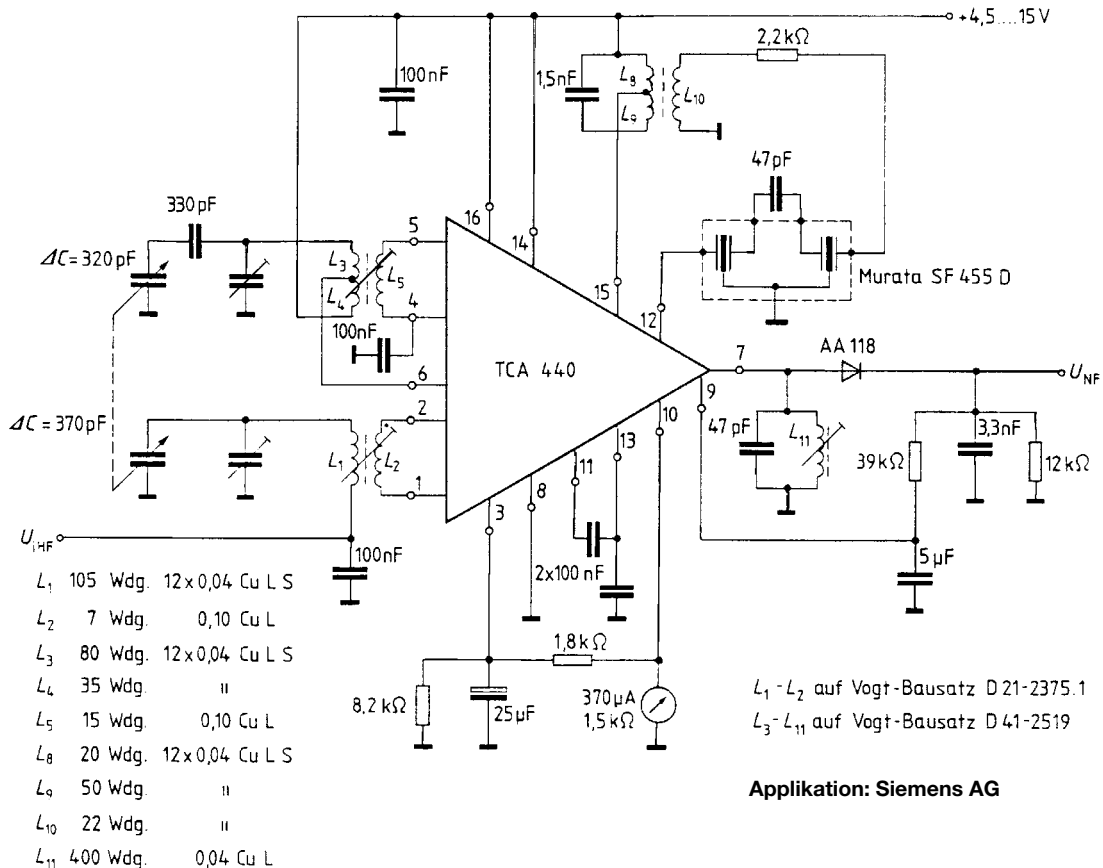 +4,5....15V
2,2kΩ
100nF
1,5nF
L8
L9
L10
47pF
330pF
16
14
5
ΔC=320pF
L3
L4
L5
15
12
Murata SF 455 D
4
100nF
TCA 440
7
AA 118
UNF
6
9
2
10
ΔC=370pF
L1
L2
13
47pF
L11
39kΩ
3,3nF
12kΩ
1
11
3
8
UiHF
100nF
2x100 nF
5µF
L1 105 Wdg. 12x0,04 Cu L S
L2 7 Wdg. 0,10 Cu L
L3 80 Wdg. 12x0,04 Cu L S
L4 35 Wdg. "
L5 15 Wdg. 0,10 Cu L
L8 20 Wdg. 12x0,04 Cu L S
L9 50 Wdg. "
L10 22 Wdg. "
L11 400 Wdg. 0,04 Cu L
1,8kΩ
8,2kΩ
25µF
370µA
1,5kΩ
L1-L2 auf Vogt-Bausatz D 21-2375.1
L3-L11 auf Vogt-Bausatz D 41-2519
Applikation: Siemens AG